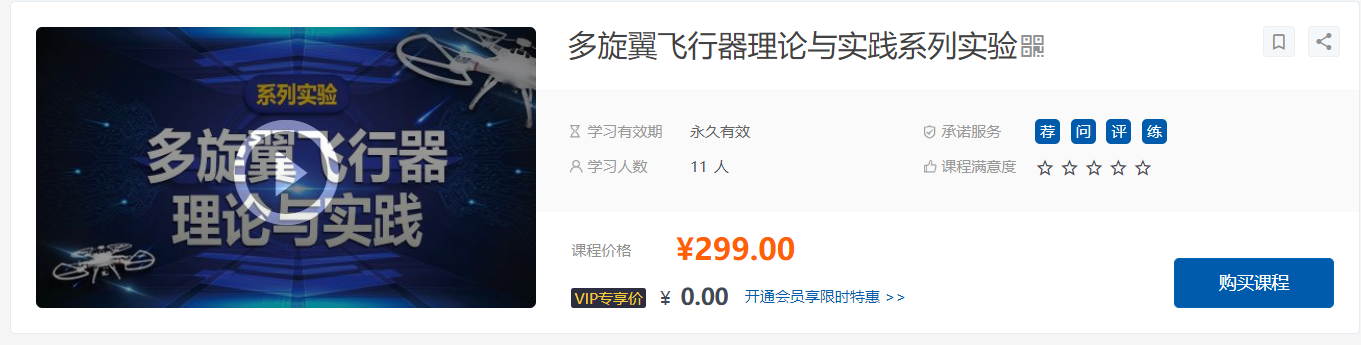 系列实验
多旋翼飞行器
理论与实践
多旋翼飞行器理论与实践系列实验
学习有效期 永久有效 承诺服务 荐 问 评 练
学习人数 11 人 课程满意度
课程价格 ¥299.00
VIP专享价 ¥ 0.00 开通会员享限时特惠 >>
购买课程